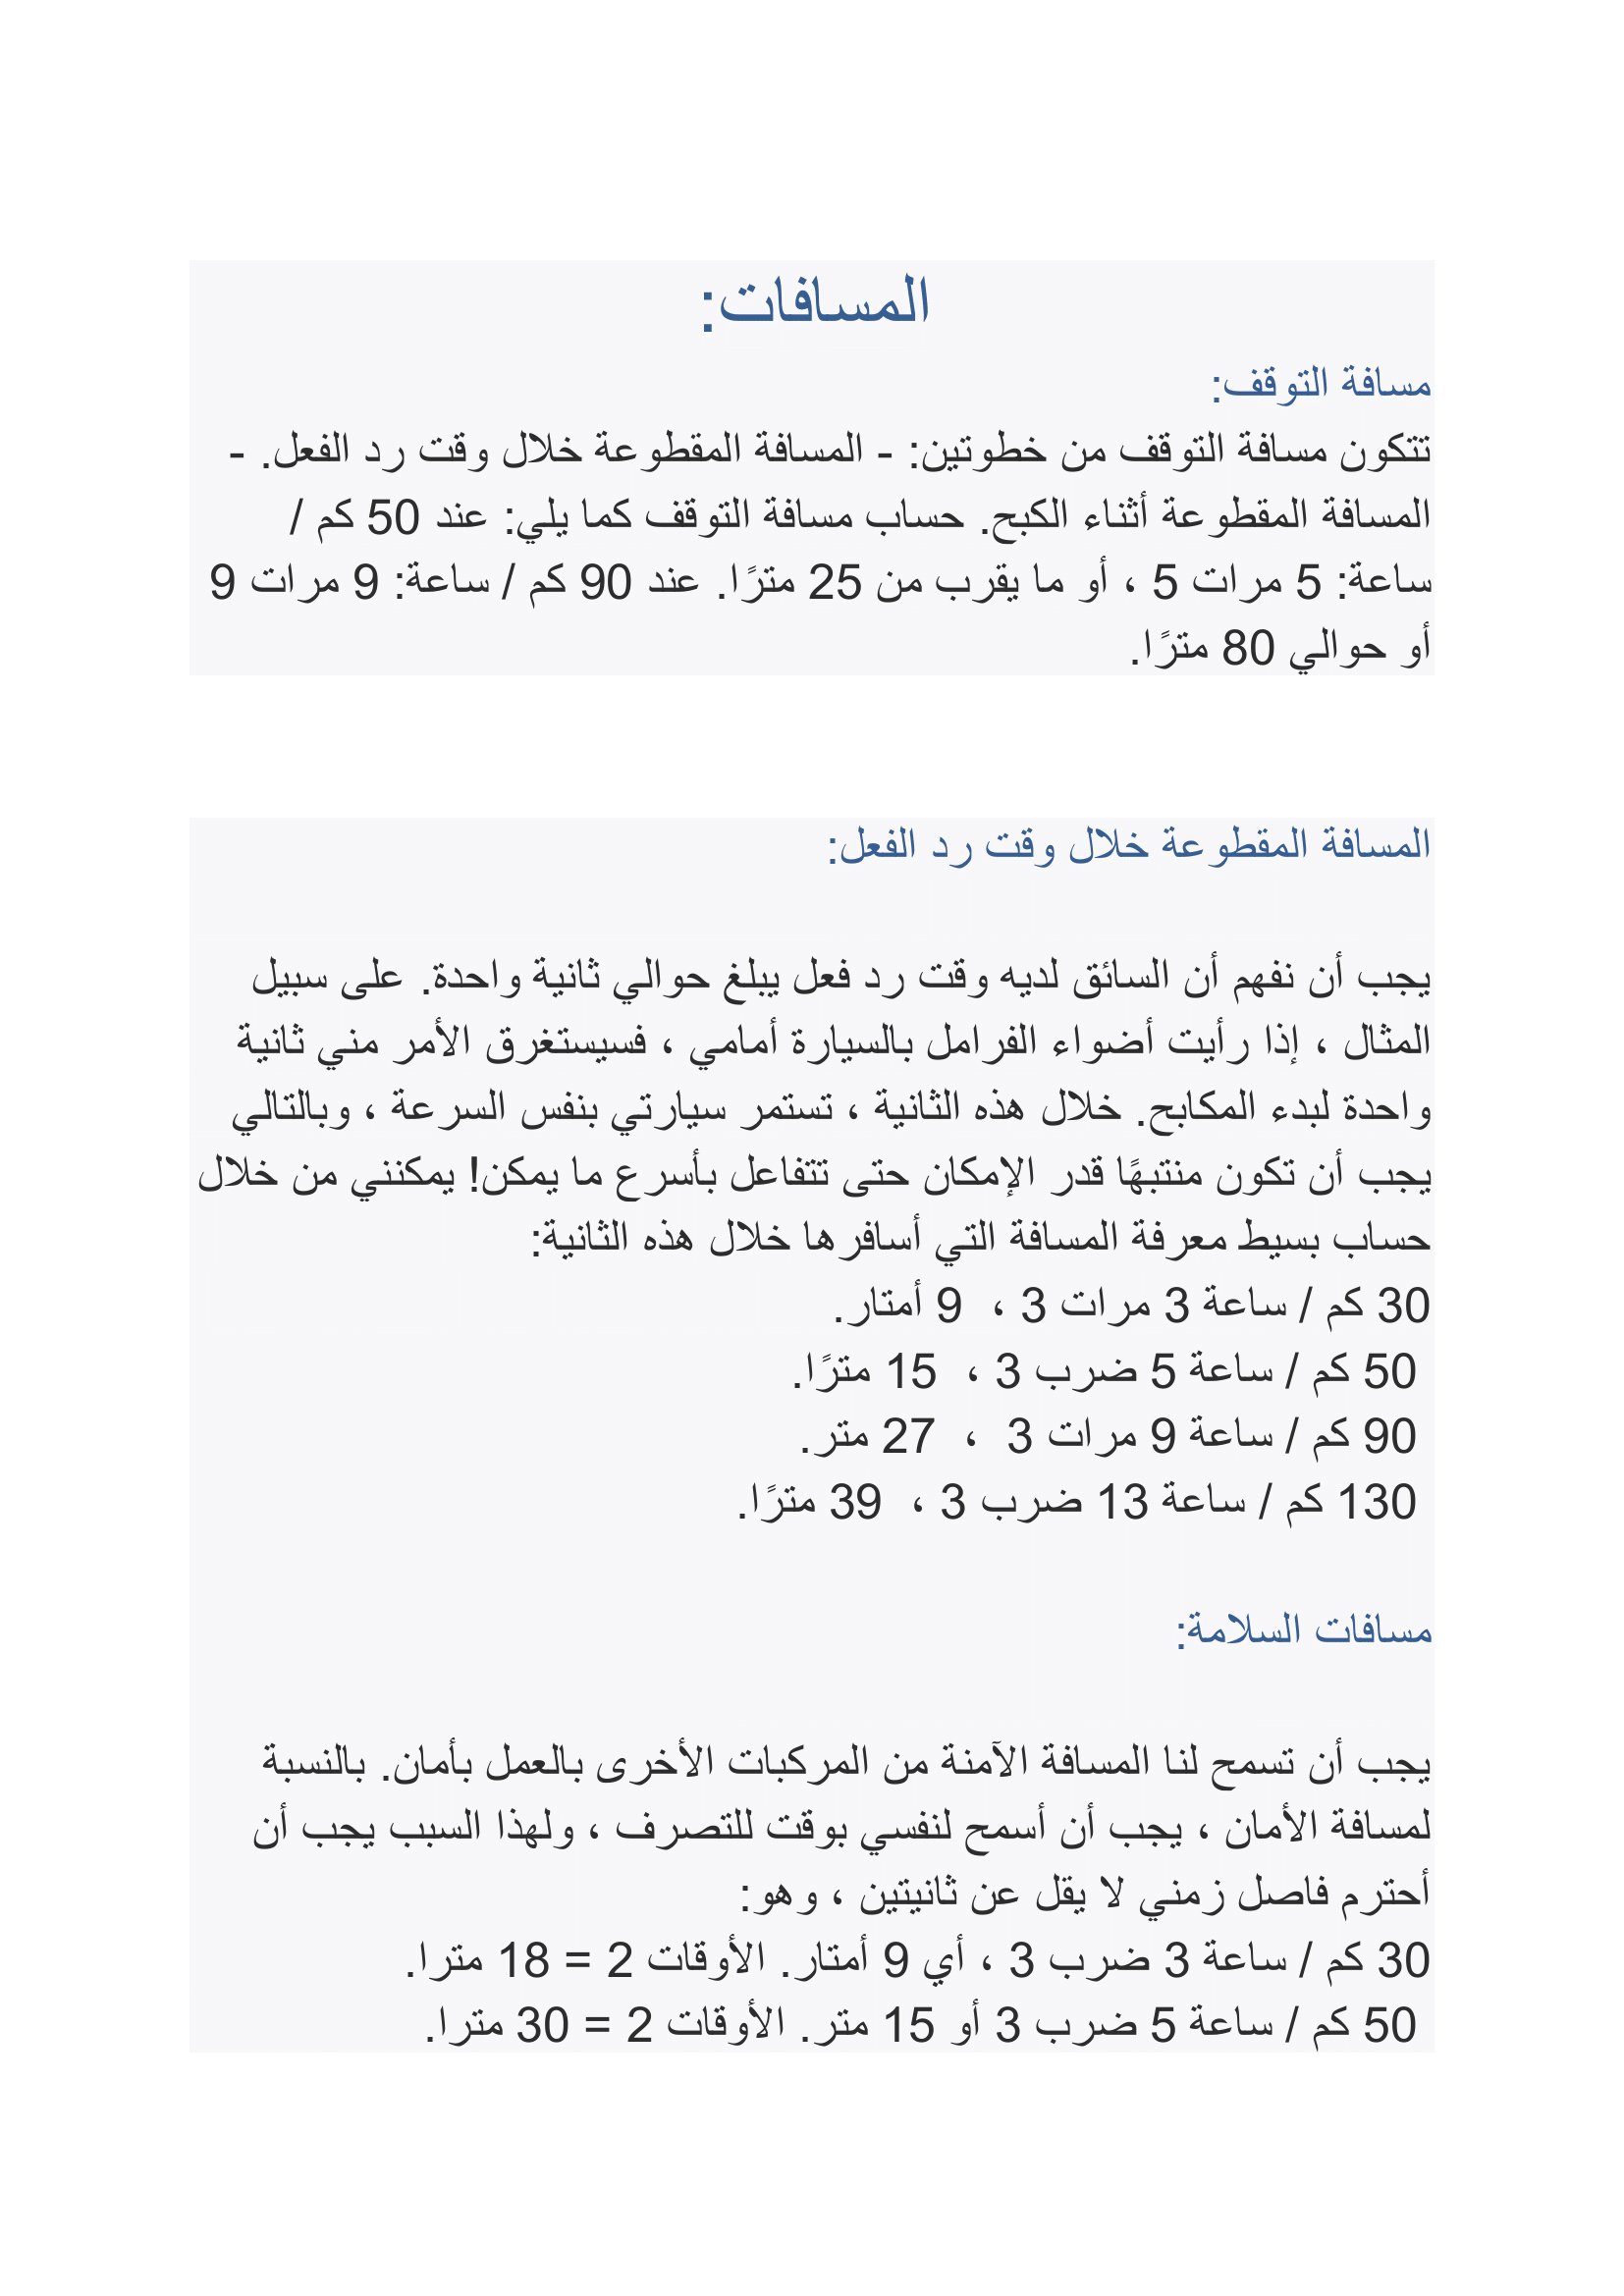 المسافات:
مسافة التوقف:
تتكون مسافة التوقف من خطوتين: - المسافة المقطوعة خلال وقت رد الفعل. -
المسافة المقطوعة أثناء الكبح. حساب مسافة التوقف كما يلي: عند 50 كم /
ساعة: 5 مرات 5 ، أو ما يقرب من 25 مترًا. عند 90 كم / ساعة: 9 مرات 9
أو حوالي 80 مترًا.
المسافة المقطوعة خلال وقت رد الفعل:
يجب أن نفهم أن السائق لديه وقت رد فعل يبلغ حوالي ثانية واحدة. على سبيل
المثال ، إذا رأيت أضواء الفرامل بالسيارة أمامي ، فسيستغرق الأمر مني ثانية
واحدة لبدء المكابح. خلال هذه الثانية ، تستمر سيارتي بنفس السرعة ، وبالتالي
يجب أن تكون منتبهًا قدر الإمكان حتى تتفاعل بأسرع ما يمكن! يمكنني من خلال
حساب بسيط معرفة المسافة التي أسافرها خلال هذه الثانية:
30 كم / ساعة 3 مرات 3 ، 9 أمتار.
50 كم / ساعة 5 ضرب 3 ، 15 مترًا.
90 كم / ساعة 9 مرات 3 ، 27 متر.
130 كم / ساعة 13 ضرب 3 ، 39 مترًا.
مسافات السلامة:
يجب أن تسمح لنا المسافة الآمنة من المركبات الأخرى بالعمل بأمان. بالنسبة
لمسافة الأمان ، يجب أن أسمح لنفسي بوقت للتصرف ، ولهذا السبب يجب أن
أحترم فاصل زمني لا يقل عن ثانيتين ، وهو:
30 كم / ساعة 3 ضرب 3 ، أي 9 أمتار. الأوقات 2 = 18 مترا.
50 كم / ساعة 5 ضرب 3 أو 15 متر. الأوقات 2 = 30 مترا.